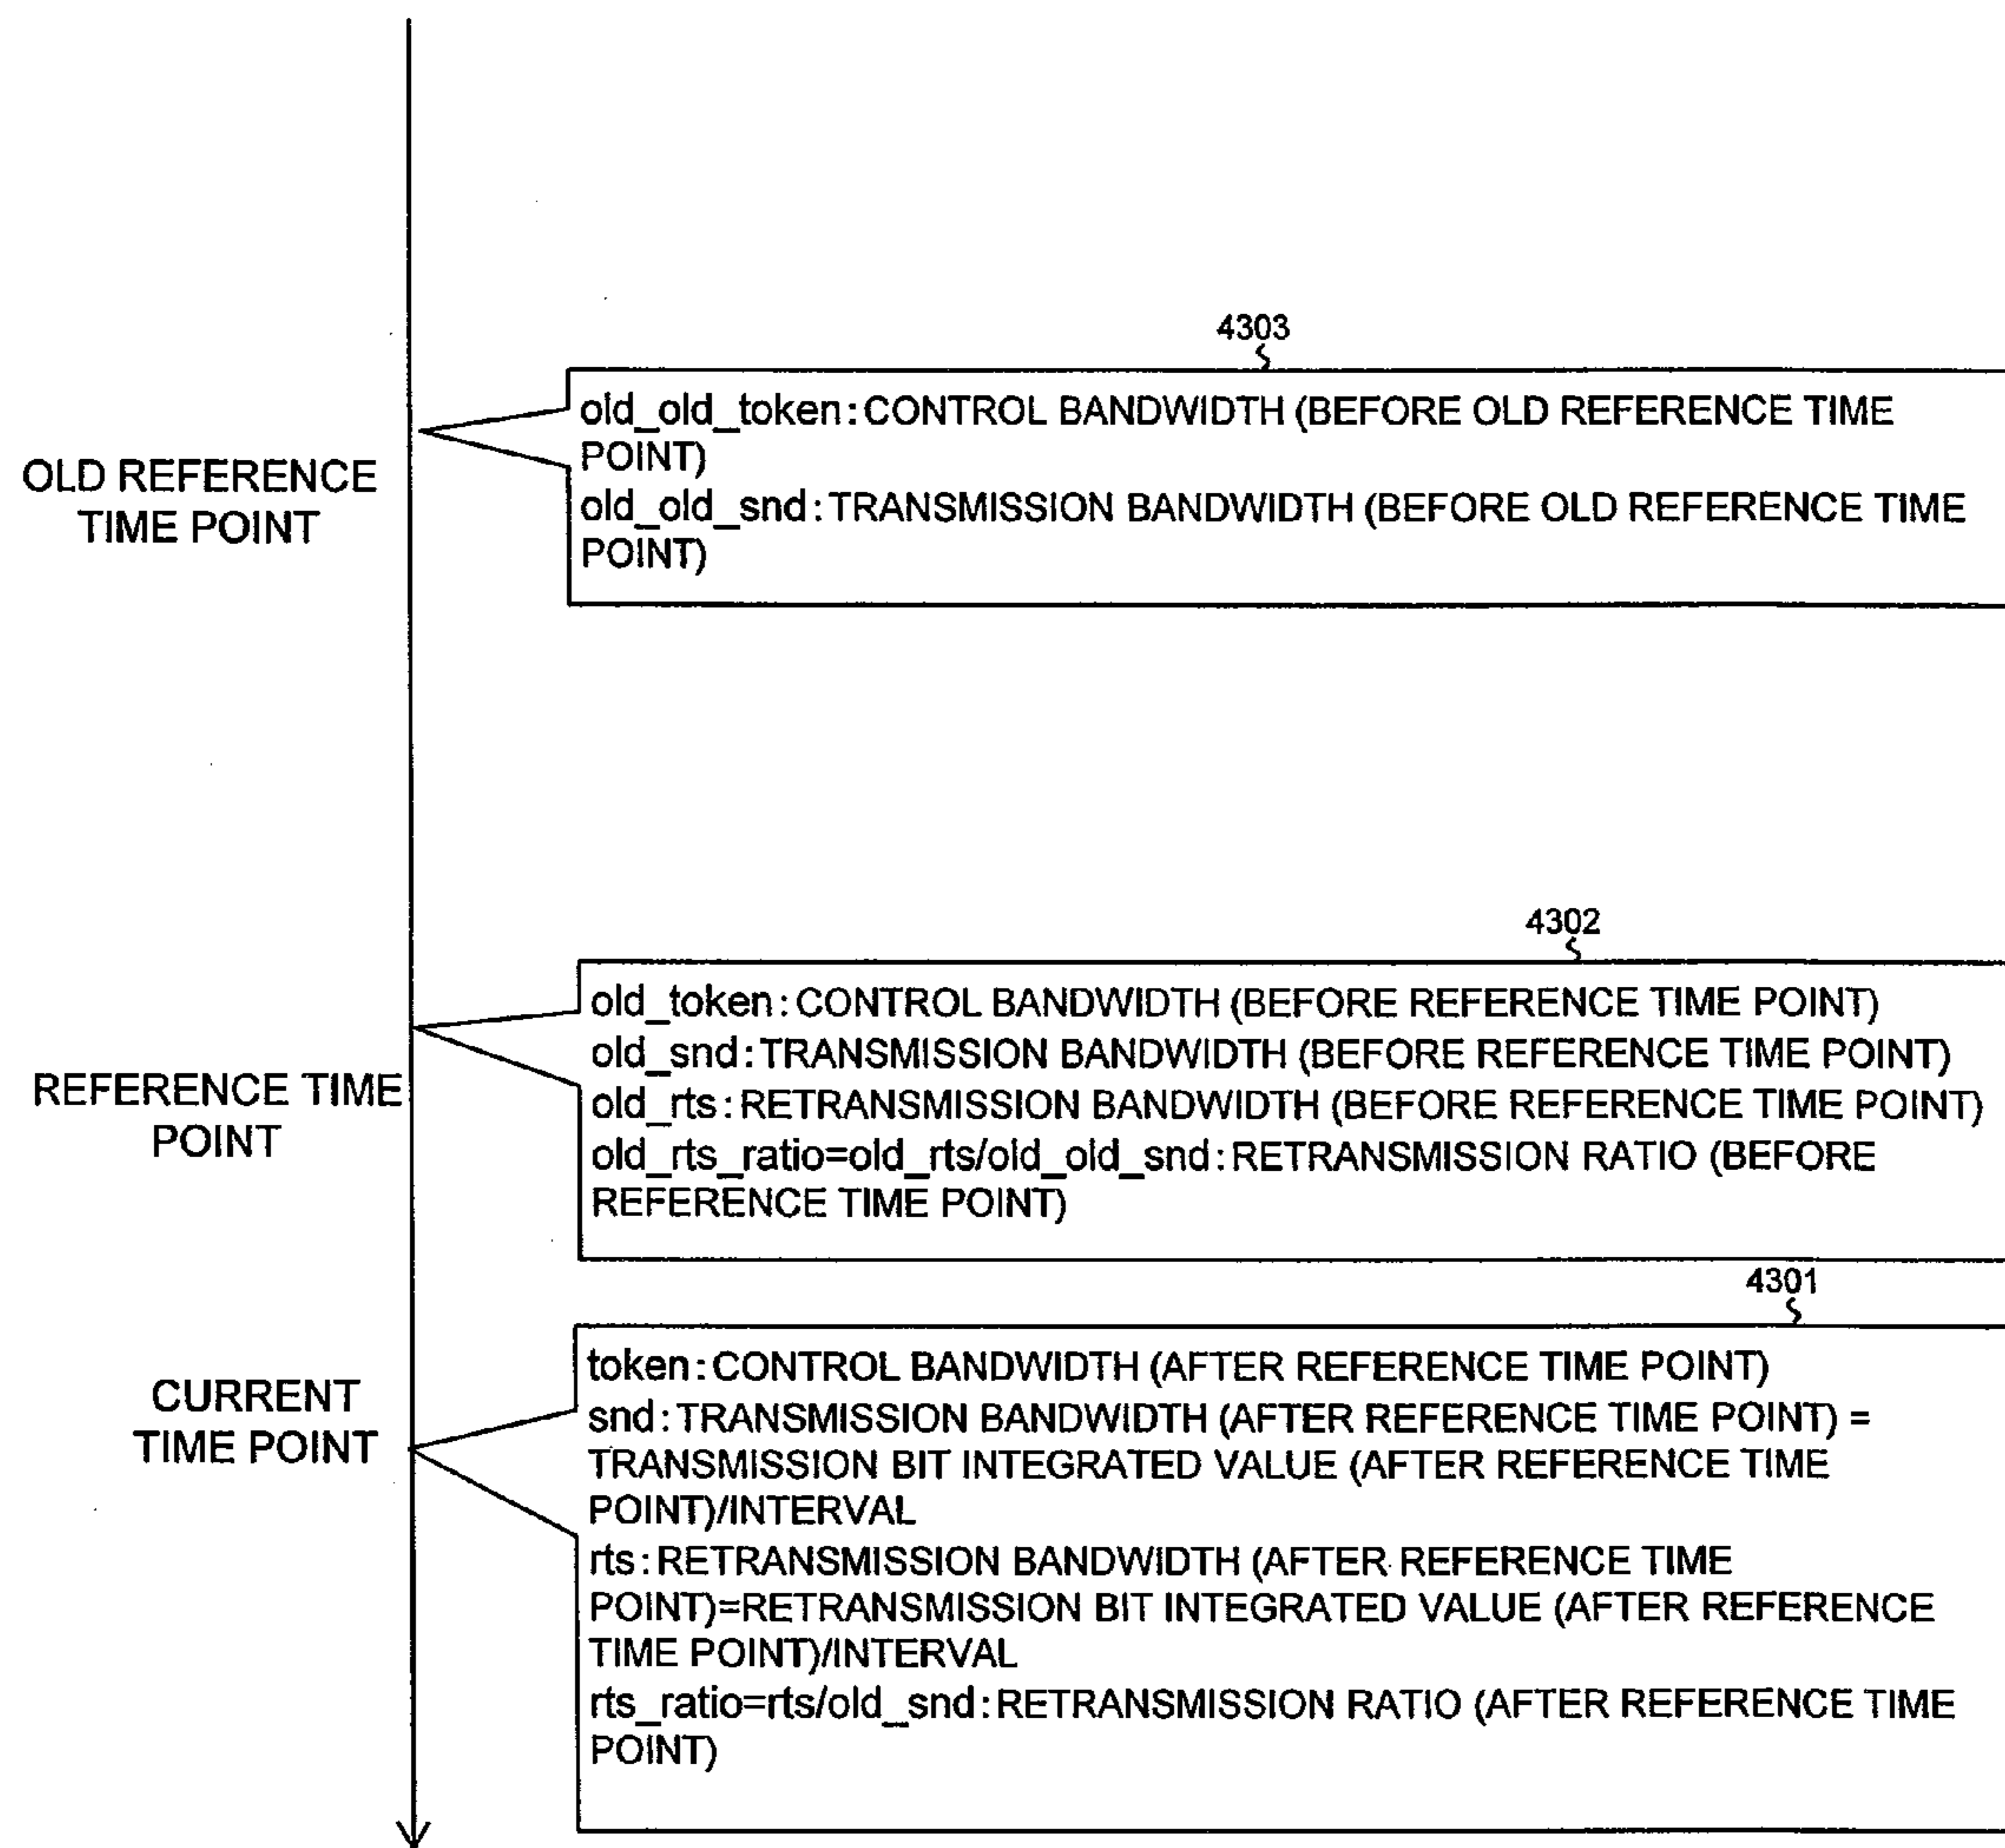 4303
old_old_token:CONTROL BANDWIDTH (BEFORE OLD REFERENCE TIME
POINT)
old_old_snd:TRANSMISSION BANDWIDTH (BEFORE OLD REFERENCE TIME
POINT)
OLD REFERENCE
TIME POINT
4302
old_token:CONTROL BANDWIDTH (BEFORE REFERENCE TIME POINT)
old_snd:TRANSMISSION BANDWIDTH (BEFORE REFERENCE TIME POINT)
old_rts:RETRANSMISSION BANDWIDTH (BEFORE REFERENCE TIME POINT)
old_rts_ratio=old_rts/old_old_snd:RETRANSMISSION RATIO (BEFORE
REFERENCE TIME POINT)
REFERENCE TIME
POINT
4301
token:CONTROL BANDWIDTH (AFTER REFERENCE TIME POINT)
snd:TRANSMISSION BANDWIDTH (AFTER REFERENCE TIME POINT) =
TRANSMISSION BIT INTEGRATED VALUE (AFTER REFERENCE TIME
POINT)/INTERVAL
rts:RETRANSMISSION BANDWIDTH (AFTER REFERENCE TIME
POINT)=RETRANSMISSION BIT INTEGRATED VALUE (AFTER REFERENCE
TIME POINT)/INTERVAL
rts_ratio=rts/old_snd:RETRANSMISSION RATIO (AFTER REFERENCE TIME
POINT)
CURRENT
TIME POINT